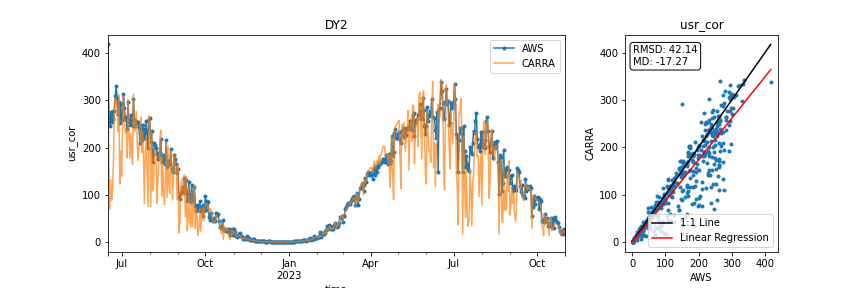 DY2
usr_cor
400
300
200
100
0
usr_cor
AWS
CARRA
Jul
Oct
Jan
2023
Apr
Jul
Oct
time
usr_cor
RMSD: 42.14
MD: -17.27
400
300
200
100
0
CARRA
1:1 Line
Linear Regression
0
100
200
300
400
AWS